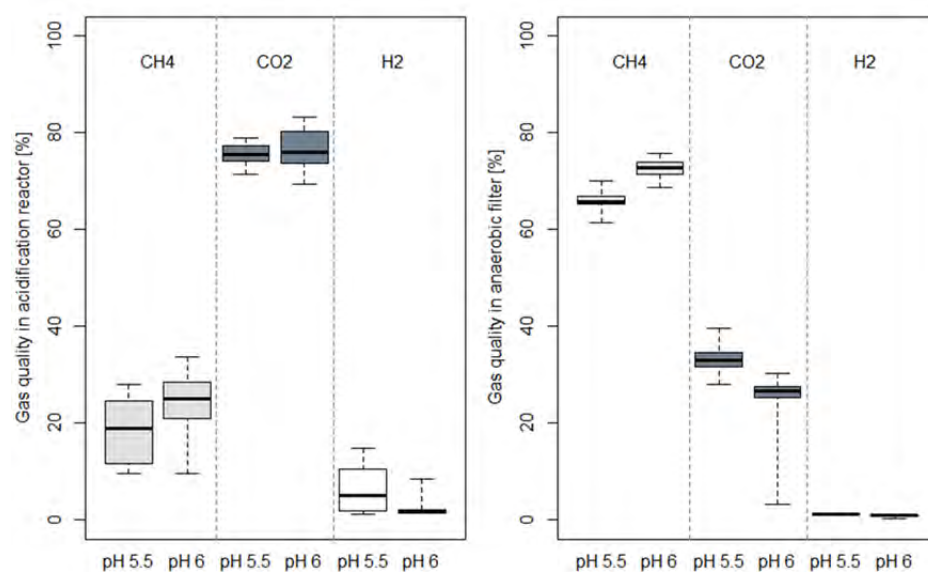 Gas quality in acidification reactor [%]
100
80
60
40
20
0
CH4 CO2 H2
pH 5.5 pH 6 pH 5.5 pH 6 pH 5.5 pH 6
Gas quality in anaerobic filter [%]
100
80
60
40
20
0
CH4 CO2 H2
pH 5.5 pH 6 pH 5.5 pH 6 pH 5.5 pH 6